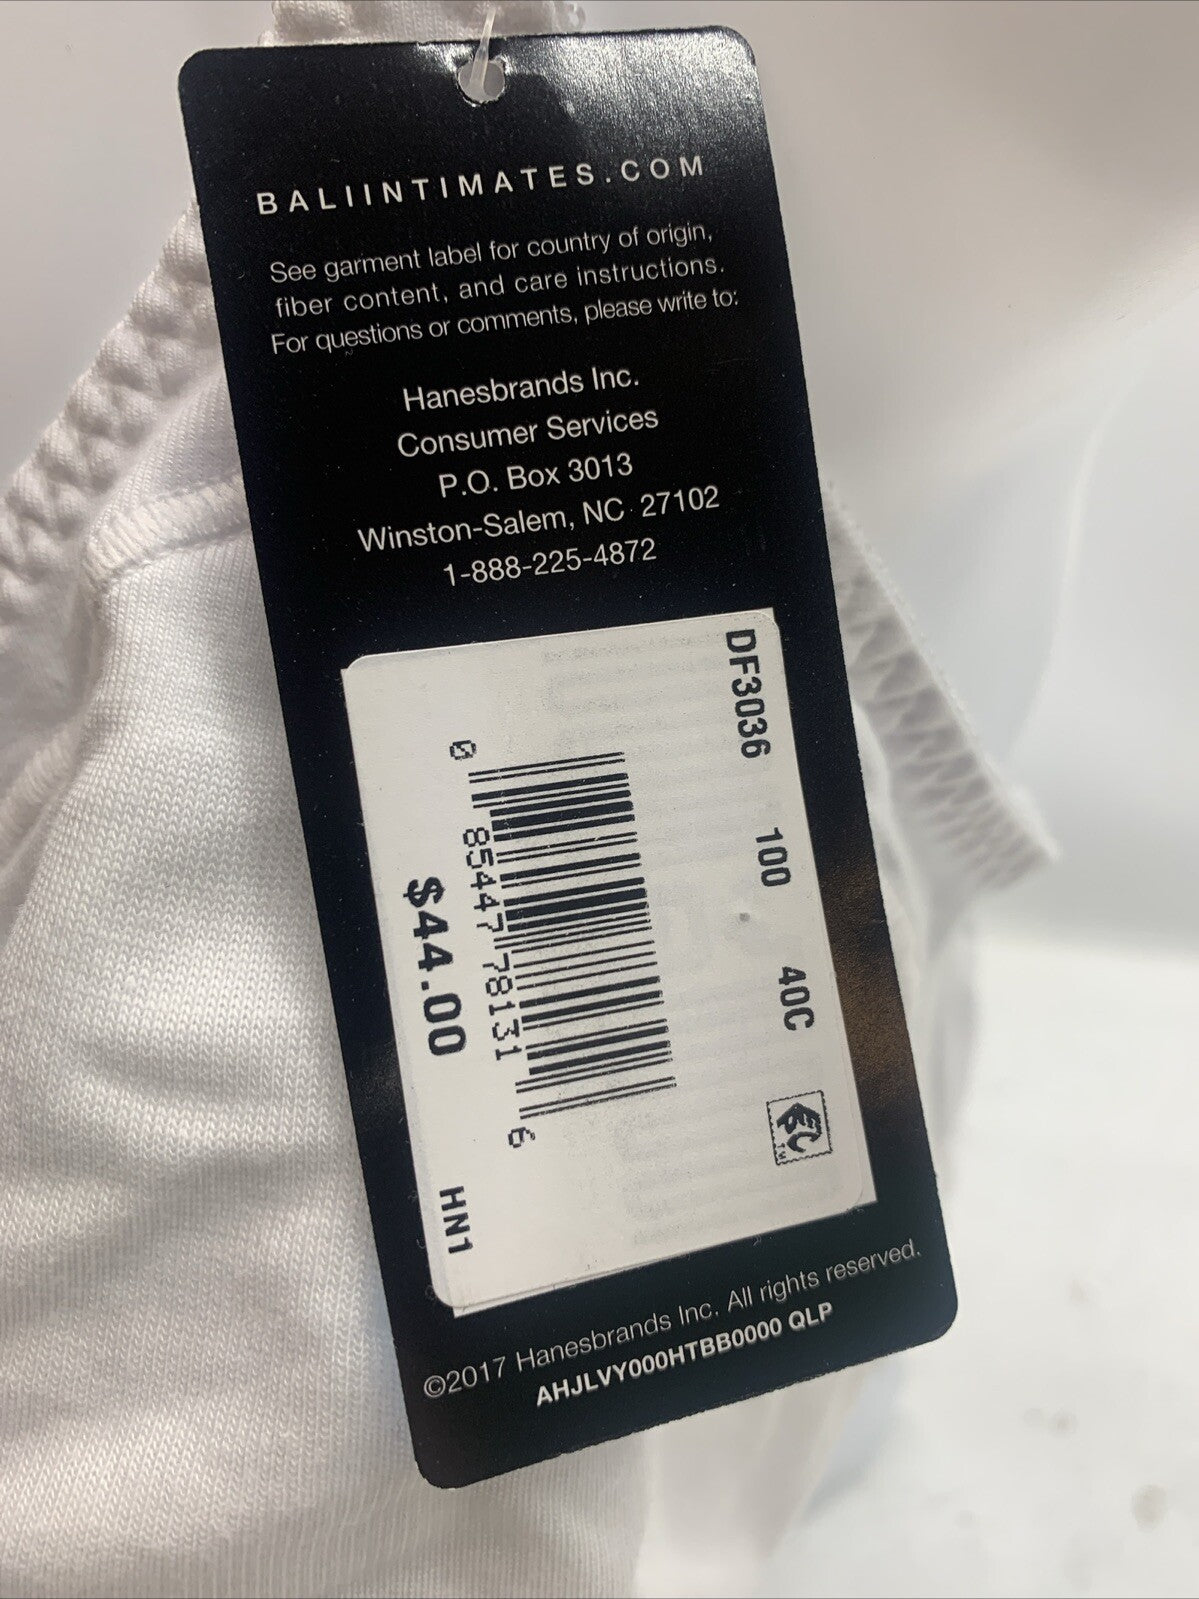 BALIINTIMATES.COM
See garment label for country of origin,
fiber content, and care instructions.
For questions or comments, please write to:
Hanesbrands Inc.
Consumer Services
P.O. Box 3013
Winston-Salem, NC 27102
1-888-225-4872
DF3036 100 40C
0 85447 78131 6
$44.00 HN1
©2017 Hanesbrands Inc. All rights reserved.
AHJLVY000HTBB0000 QLP